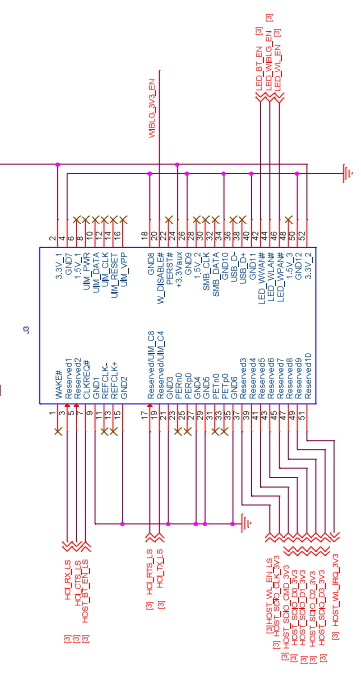 LED_BT_EN [3]
LED_WIBLG_EN [3]
LED_WL_EN [3]
WIBLG_3V3_EN
J3
2 3.3V_1
4 GND7
6 1.5V_1
8 UIM_PWR
10 UIM_DATA
12 UIM_CLK
14 UIM_RESET
16 UIM_VPP
18 GND8
20 W_DISABLE#
22 PERST#
24 +3.3Vaux
26 GND9
28 1.5V_2
30 SMB_CLK
32 SMB_DATA
34 GND10
36 USB_D-
38 USB_D+
40 GND11
42 LED_WWAN#
44 LED_WLAN#
46 LED_WPAN#
48 1.5V_3
50 GND12
52 3.3V_2
1 WAKE#
3 Reserved1
5 Reserved2
7 CLKREQ#
9 GND1
11 REFCLK-
13 REFCLK+
15 GND2
17 Reserved/UIM_C8
19 Reserved/UIM_C4
21 GND3
23 PERn0
25 PERp0
27 GND4
29 GND5
31 PETn0
33 PETp0
35 GND6
37 Reserved3
39 Reserved4
41 Reserved5
43 Reserved6
45 Reserved7
47 Reserved8
49 Reserved9
51 Reserved10
[3] HCI_RX_LS
[3] HCI_CTS_LS
[3] HOST_BT_EN_LS
[3] HCI_RTS_LS
[3] HCI_TX_LS
[3] HOST_WL_EN_LS
[3] HOST_SDIO_CLK_3V3
[3] HOST_SDIO_CMD_3V3
[3] HOST_SDIO_D0_3V3
[3] HOST_SDIO_D1_3V3
[3] HOST_SDIO_D2_3V3
[3] HOST_SDIO_D3_3V3
[3] HOST_WL_IRQ_3V3